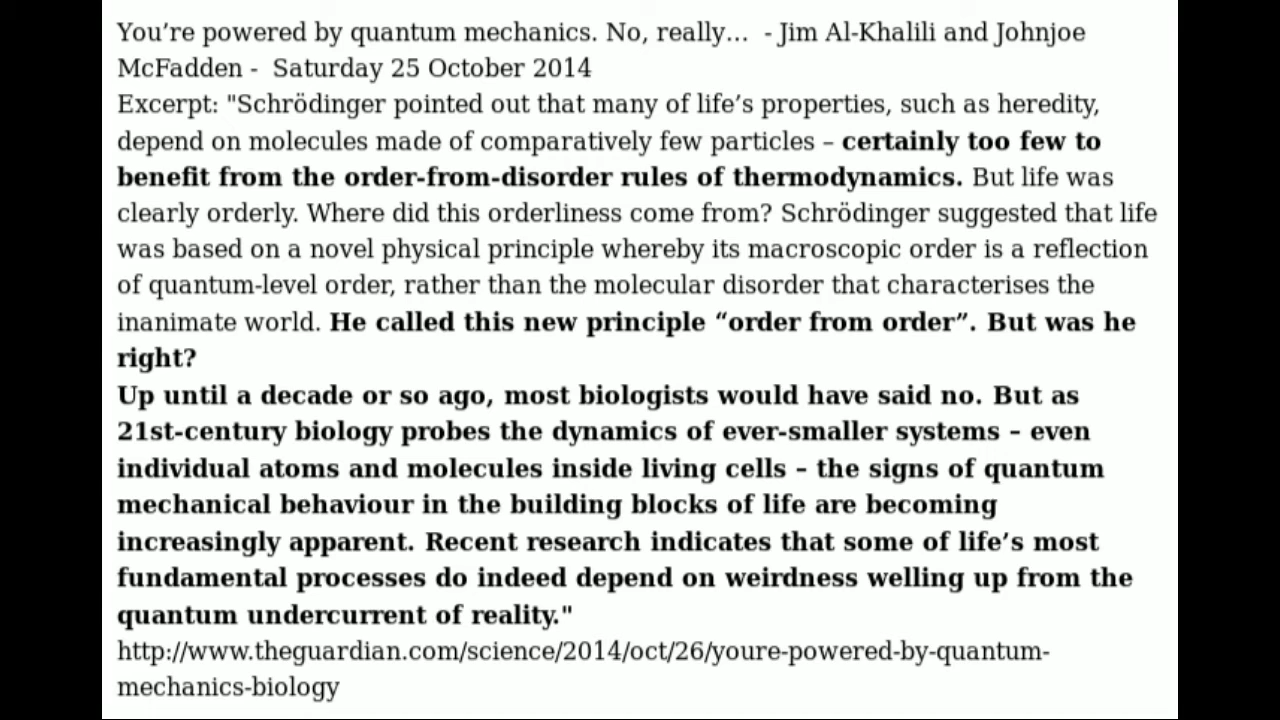 You’re powered by quantum mechanics. No, really…  - Jim Al-Khalili and Johnjoe
McFadden -  Saturday 25 October 2014
Excerpt: "Schrödinger pointed out that many of life’s properties, such as heredity,
depend on molecules made of comparatively few particles – certainly too few to
benefit from the order-from-disorder rules of thermodynamics. But life was
clearly orderly. Where did this orderliness come from? Schrödinger suggested that life
was based on a novel physical principle whereby its macroscopic order is a reflection
of quantum-level order, rather than the molecular disorder that characterises the
inanimate world. He called this new principle “order from order”. But was he
right?
Up until a decade or so ago, most biologists would have said no. But as
21st-century biology probes the dynamics of ever-smaller systems – even
individual atoms and molecules inside living cells – the signs of quantum
mechanical behaviour in the building blocks of life are becoming
increasingly apparent. Recent research indicates that some of life’s most
fundamental processes do indeed depend on weirdness welling up from the
quantum undercurrent of reality."
http://www.theguardian.com/science/2014/oct/26/youre-powered-by-quantum-
mechanics-biology